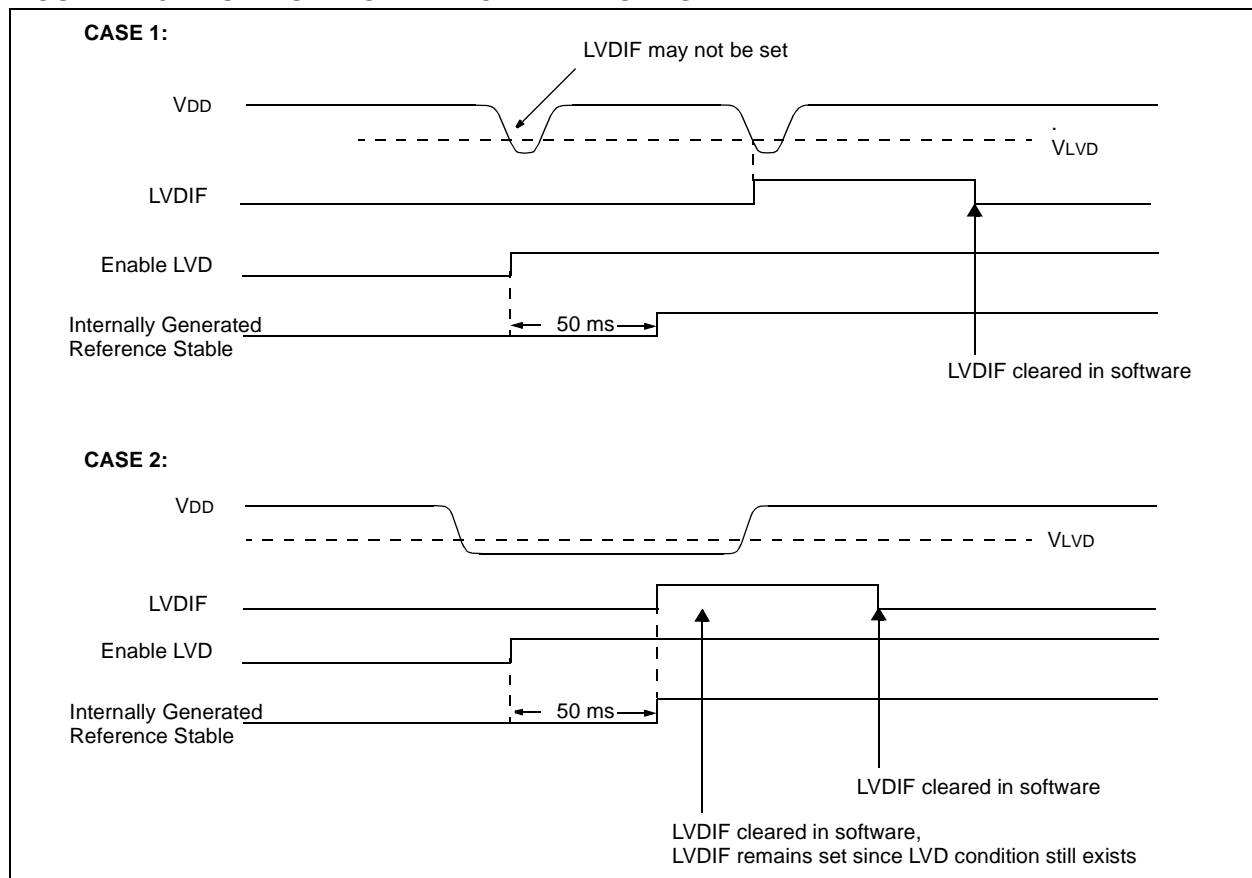 CASE 1:
LVDIF may not be set
VDD
.
VLVD
LVDIF
Enable LVD
Internally Generated
Reference Stable
50 ms
LVDIF cleared in software
CASE 2:
VDD
VLVD
LVDIF
Enable LVD
Internally Generated
Reference Stable
50 ms
LVDIF cleared in software
LVDIF cleared in software,
LVDIF remains set since LVD condition still exists